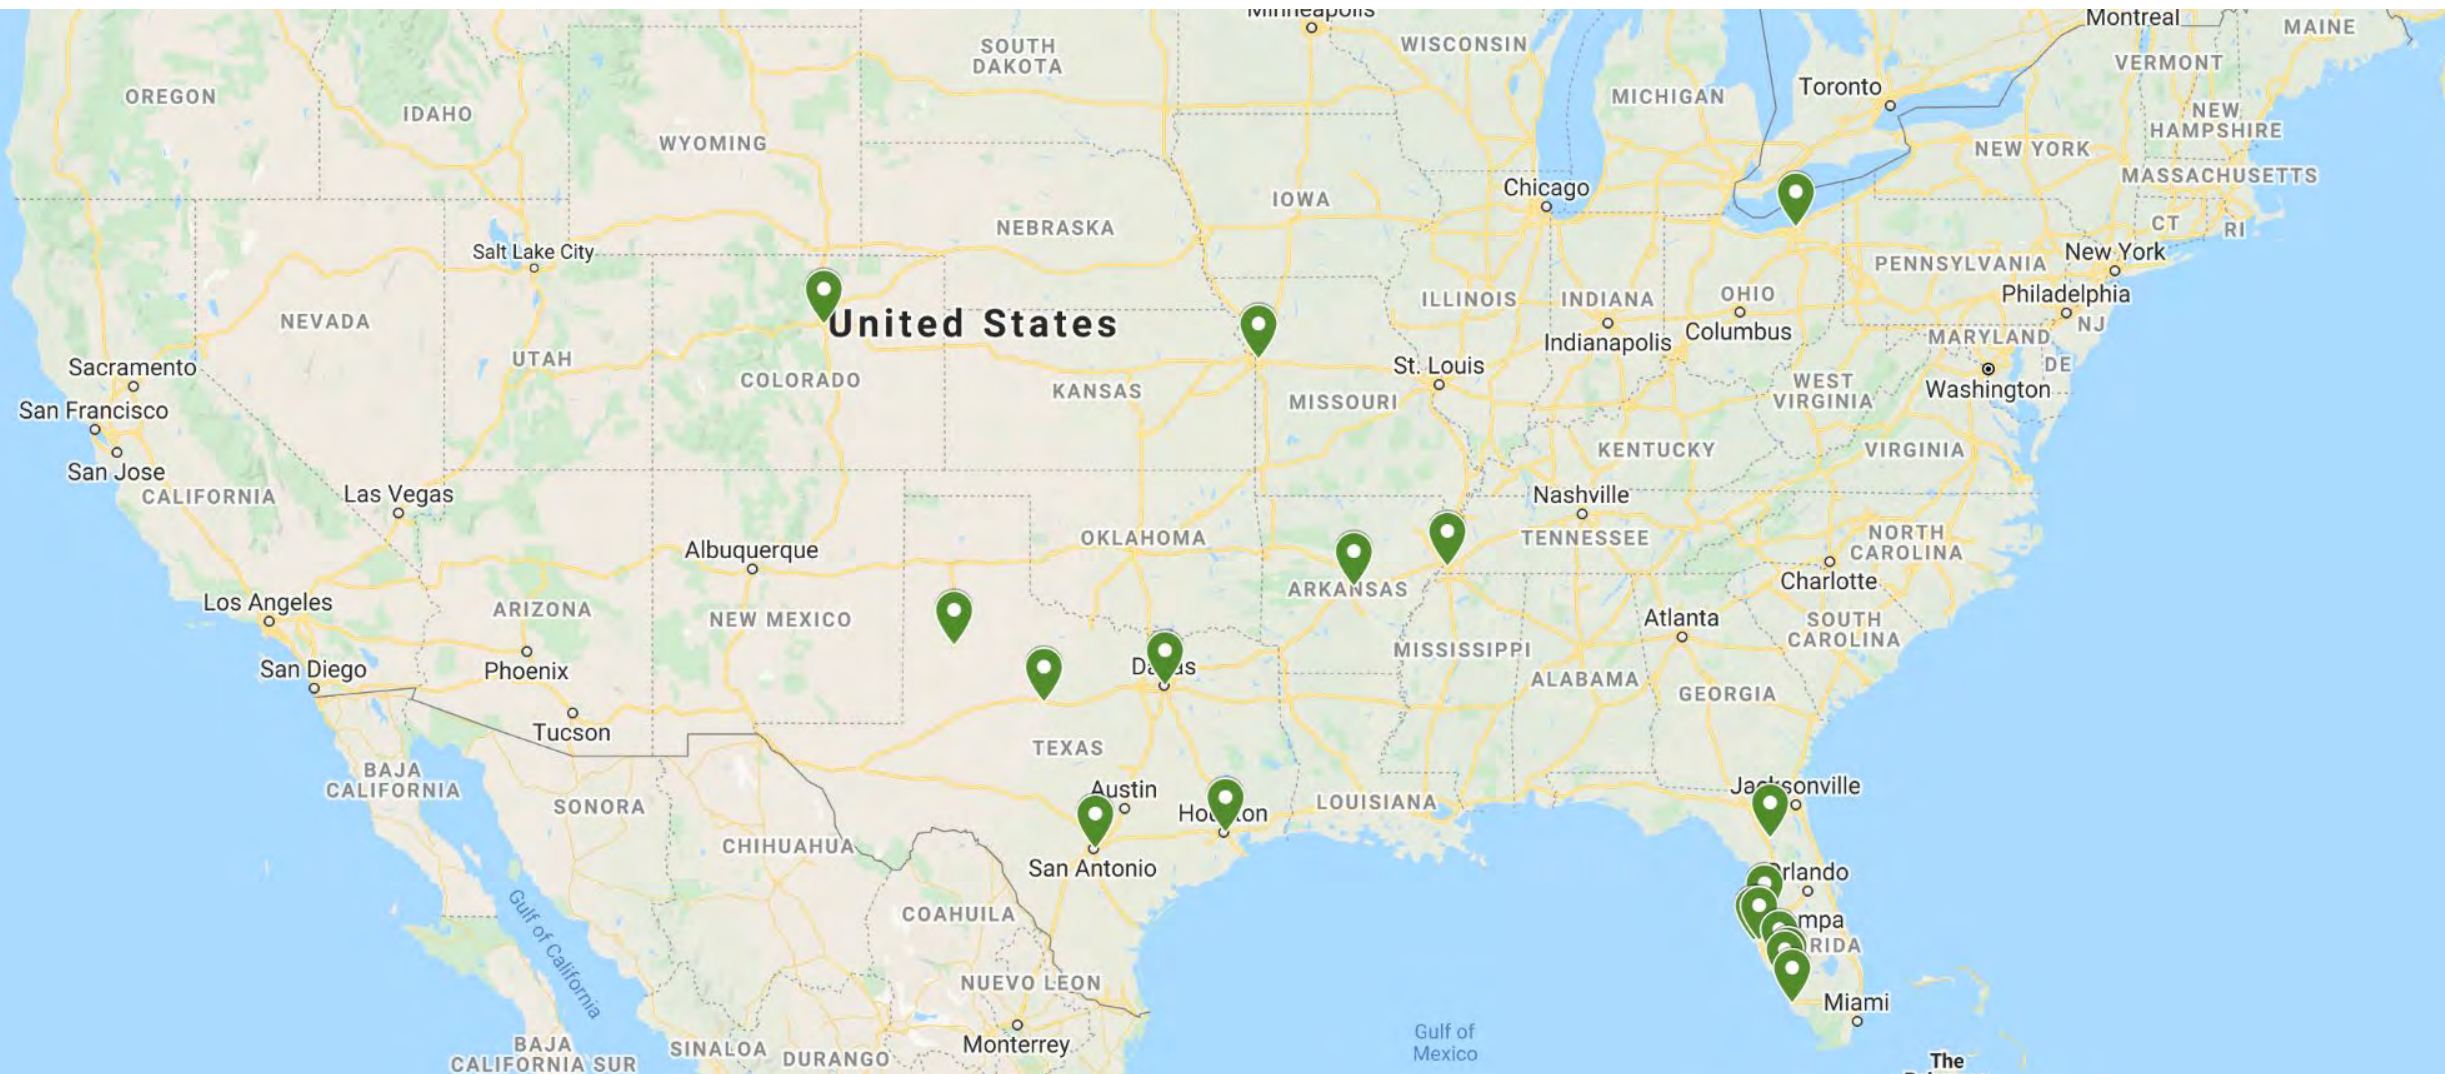 Minneapolis
Montreal
MAINE
SOUTH
DAKOTA
WISCONSIN
VERMONT
OREGON
IDAHO
MICHIGAN
Toronto
NEW
HAMPSHIRE
WYOMING
NEW YORK
MASSACHUSETTS
IOWA
Chicago
NEBRASKA
CT
RI
Salt Lake City
New York
PENNSYLVANIA
NEVADA
United States
ILLINOIS
INDIANA
OHIO
Philadelphia
NJ
Indianapolis
Columbus
MARYLAND
DE
Sacramento
UTAH
COLORADO
KANSAS
St. Louis
MISSOURI
WEST
VIRGINIA
Washington
San Francisco
San Jose
KENTUCKY
VIRGINIA
CALIFORNIA
Las Vegas
Nashville
Albuquerque
OKLAHOMA
TENNESSEE
NORTH
CAROLINA
Charlotte
ARKANSAS
Los Angeles
ARIZONA
NEW MEXICO
Atlanta
SOUTH
CAROLINA
San Diego
Phoenix
MISSISSIPPI
ALABAMA
GEORGIA
Tucson
TEXAS
BAJA
CALIFORNIA
SONORA
Austin
LOUISIANA
CHIHUAHUA
San Antonio
COAHUILA
Gulf of California
NUEVO LEON
Miami
Gulf of
Mexico
BAJA
CALIFORNIA SUR
SINALOA
DURANGO
Monterrey
The